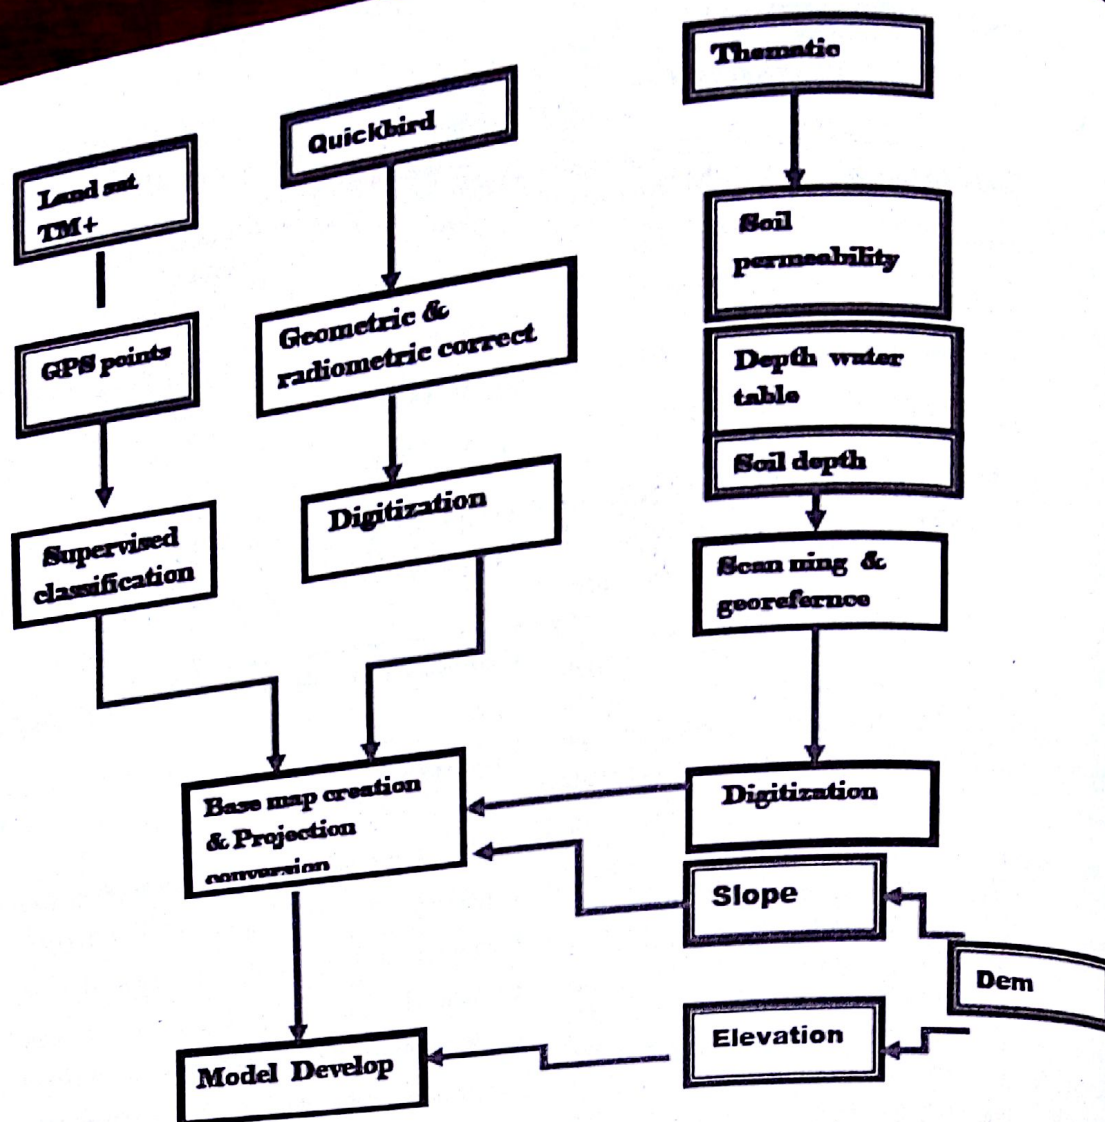 Thematic
Quickbird
Land sat
TM+
Soil
permeability
GPS points
Geometric &
radiometric correct
Depth water
table
Soil depth
Digitization
Supervised
classification
Scan ning &
georefernce
Base map creation
& Projection
conversion
Digitization
Slope
Dem
Elevation
Model Develop